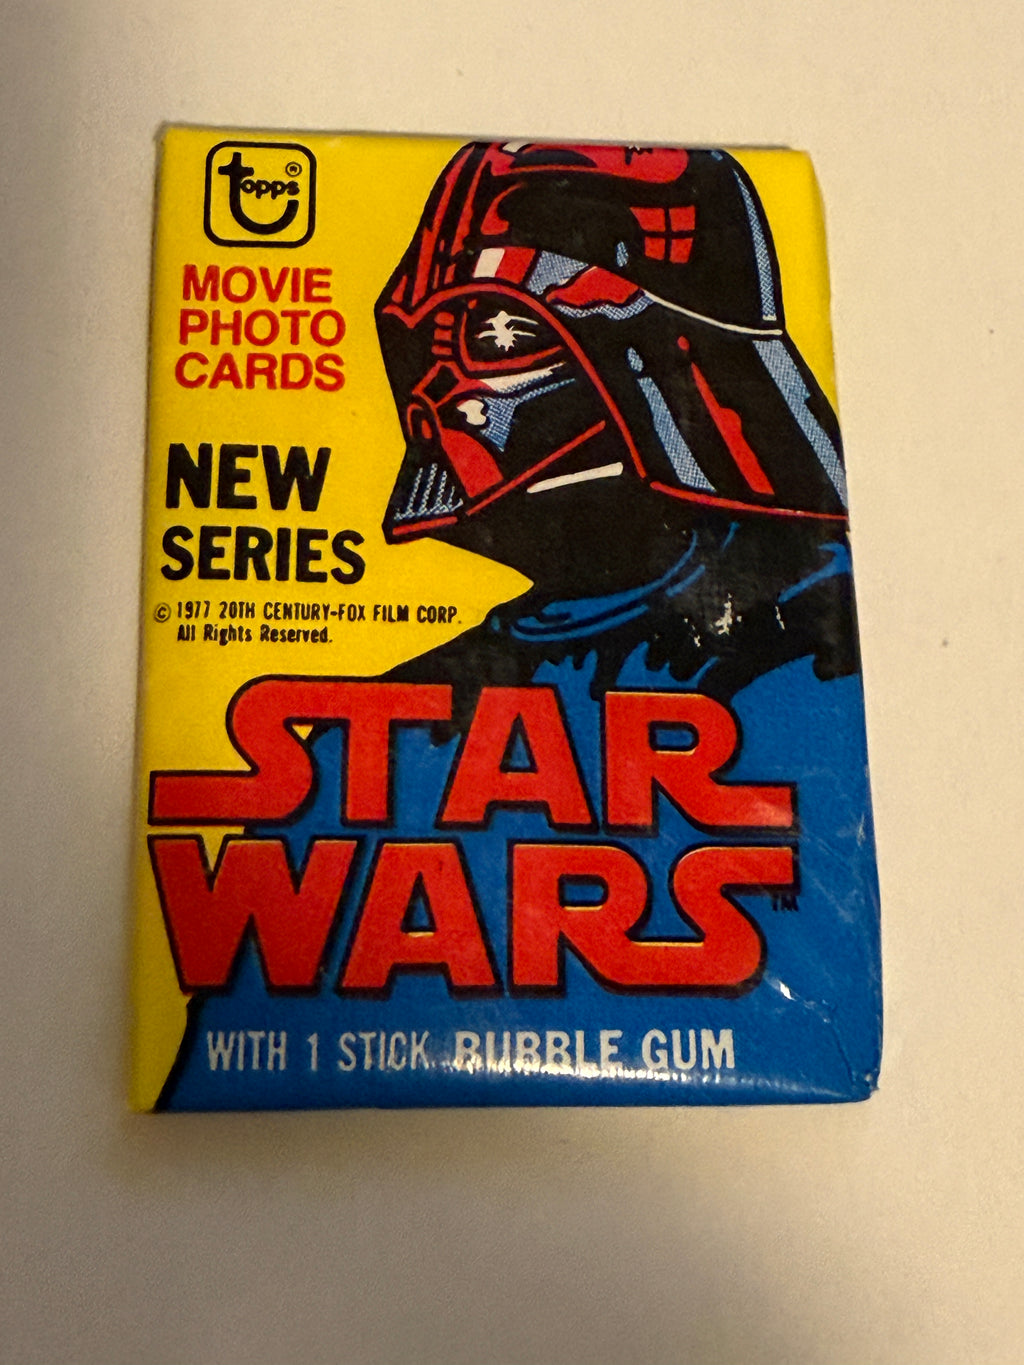 topps ®
MOVIE
PHOTO
CARDS
NEW
SERIES
© 1977 20TH CENTURY-FOX FILM CORP.
All Rights Reserved.
STAR
WARS TM
WITH 1 STICK BUBBLE GUM